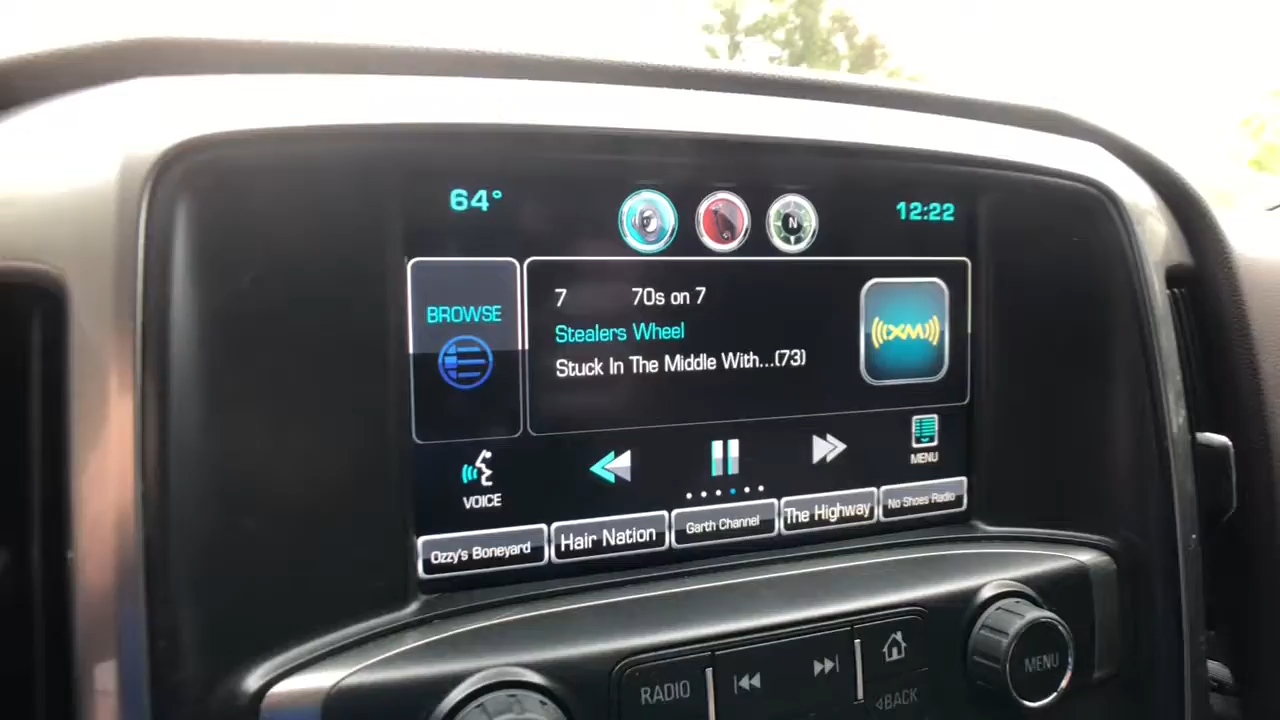 64°
N
12:22
BROWSE
7 70s on 7
Stealers Wheel
Stuck In The Middle With...(73)
((XM))
VOICE
MENU
Ozzy's Boneyard
Hair Nation
Garth Channel
The Highway
No Shoes Radio
RADIO
BACK
MENU